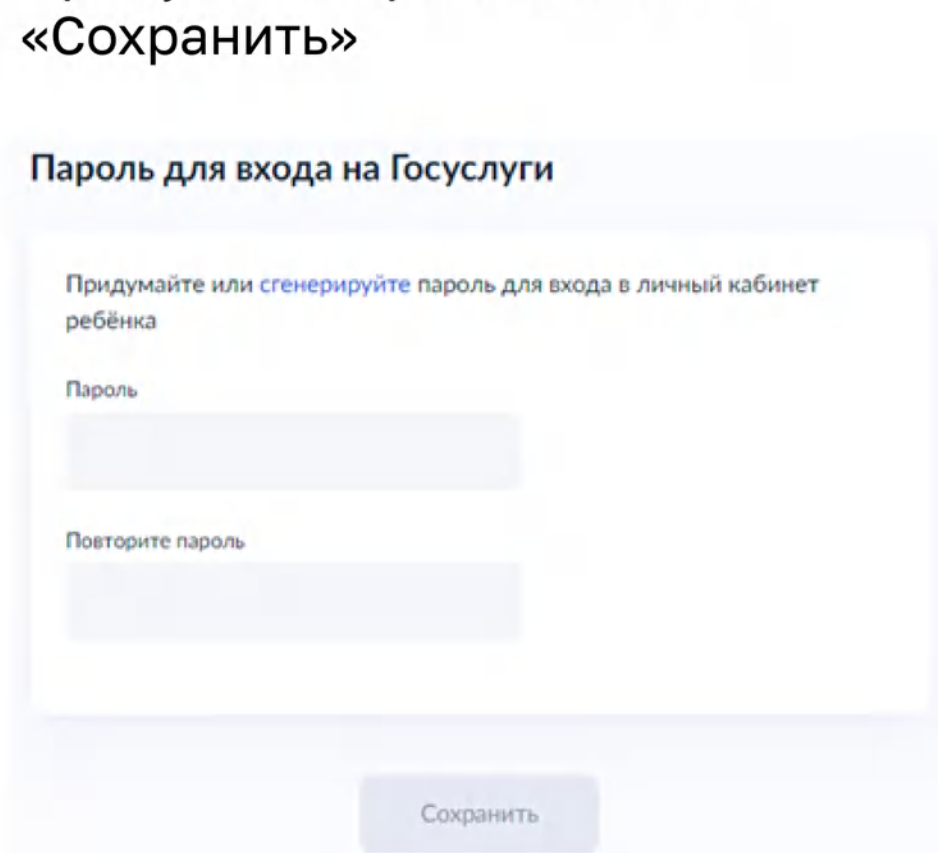 «Сохранить»
Пароль для входа на Госуслуги
Придумайте или сгенерируйте пароль для входа в личный кабинет
ребёнка
Пароль
Повторите пароль
Сохранить